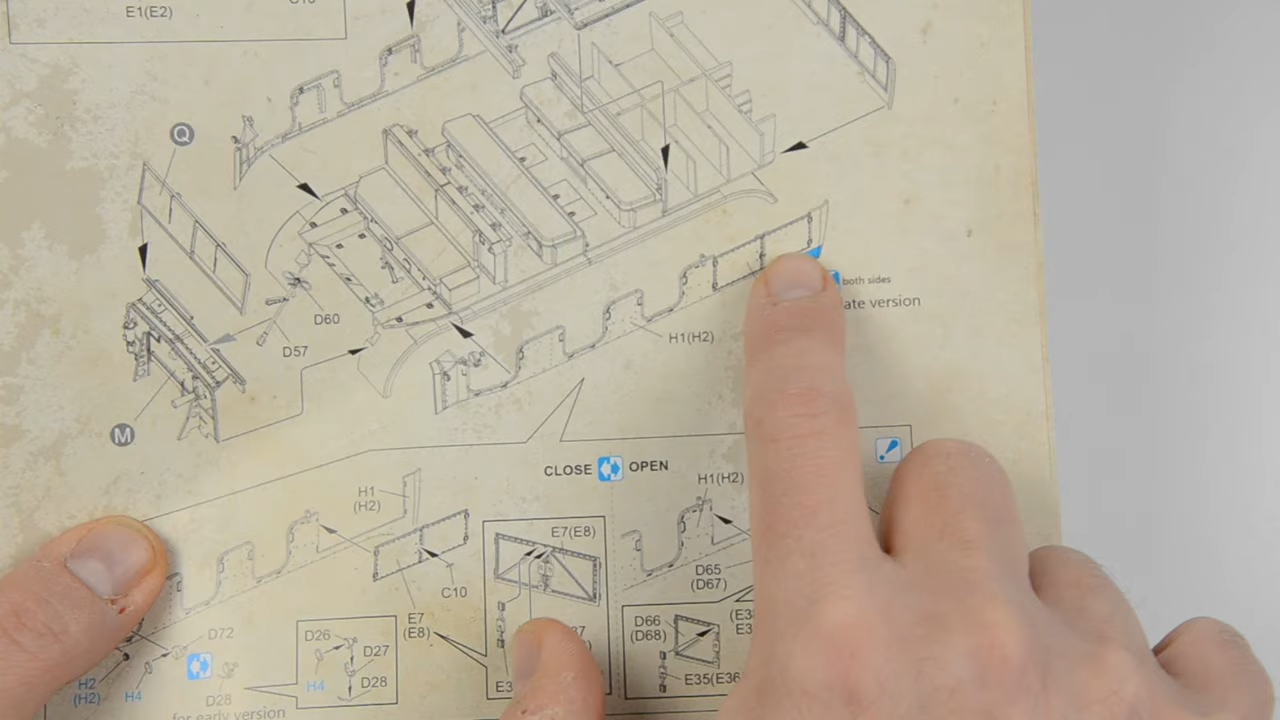 E1(E2)
Q
D60
D57
H1(H2)
both sides
ate version
M
CLOSE OPEN
H1
(H2)
H1(H2)
E7(E8)
D65
(D67)
C10
E7
(E8)
D72
D26
D27
D66
(D68)
H2
(H2)
H4
D28
H4
D28
E35(E36
for early version